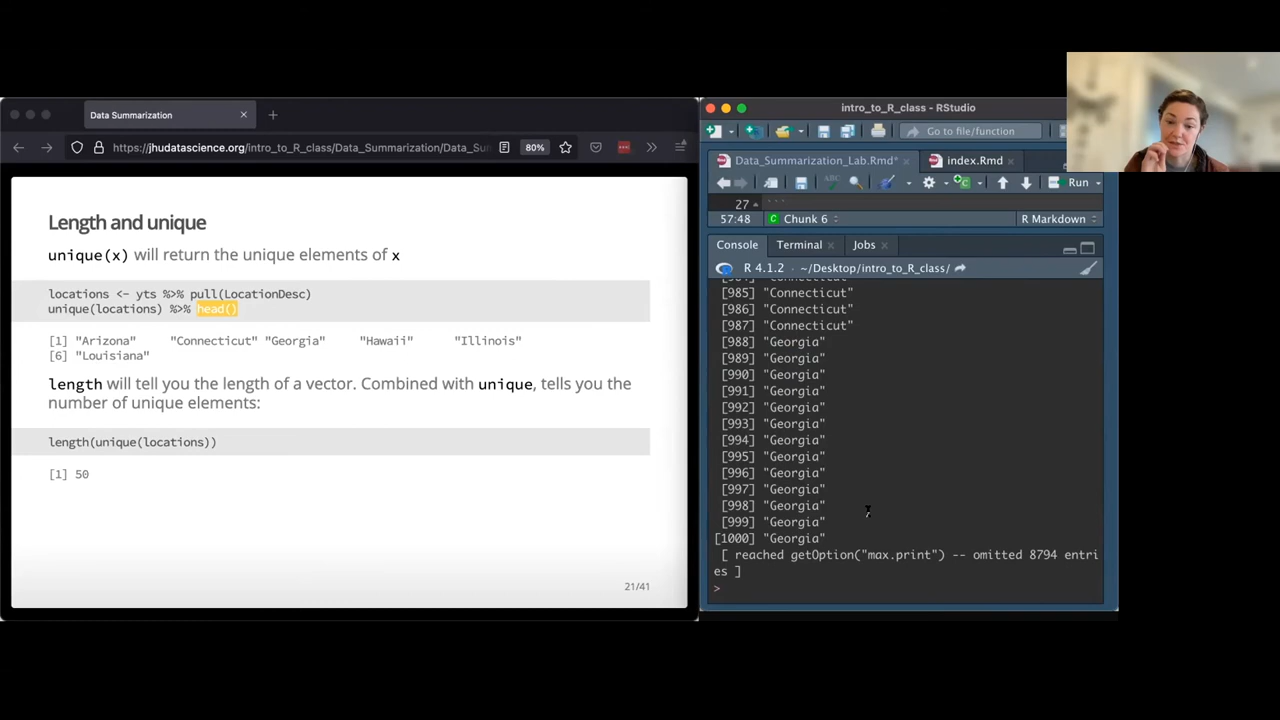 Data Summarization
https://jhudatascience.org/intro_to_R_class/Data_Summarization/Data_Su
80%
Length and unique
unique(x) will return the unique elements of x
locations <- yts %>% pull(LocationDesc)
unique(locations) %>% head()
[1] "Arizona" "Connecticut" "Georgia" "Hawaii" "Illinois"
[6] "Louisiana"
length will tell you the length of a vector. Combined with unique, tells you the
number of unique elements:
length(unique(locations))
[1] 50
21/41
intro_to_R_class - RStudio
Go to file/function
Data_Summarization_Lab.Rmd*
index.Rmd
ABC
Run
27
```
57:48
Chunk 6
R Markdown
Console
Terminal
Jobs
R 4.1.2 · ~/Desktop/intro_to_R_class/
[985] "Connecticut"
[986] "Connecticut"
[987] "Connecticut"
[988] "Georgia"
[989] "Georgia"
[990] "Georgia"
[991] "Georgia"
[992] "Georgia"
[993] "Georgia"
[994] "Georgia"
[995] "Georgia"
[996] "Georgia"
[997] "Georgia"
[998] "Georgia"
[999] "Georgia"
[1000] "Georgia"
[ reached getOption("max.print") -- omitted 8794 entri
es ]
>